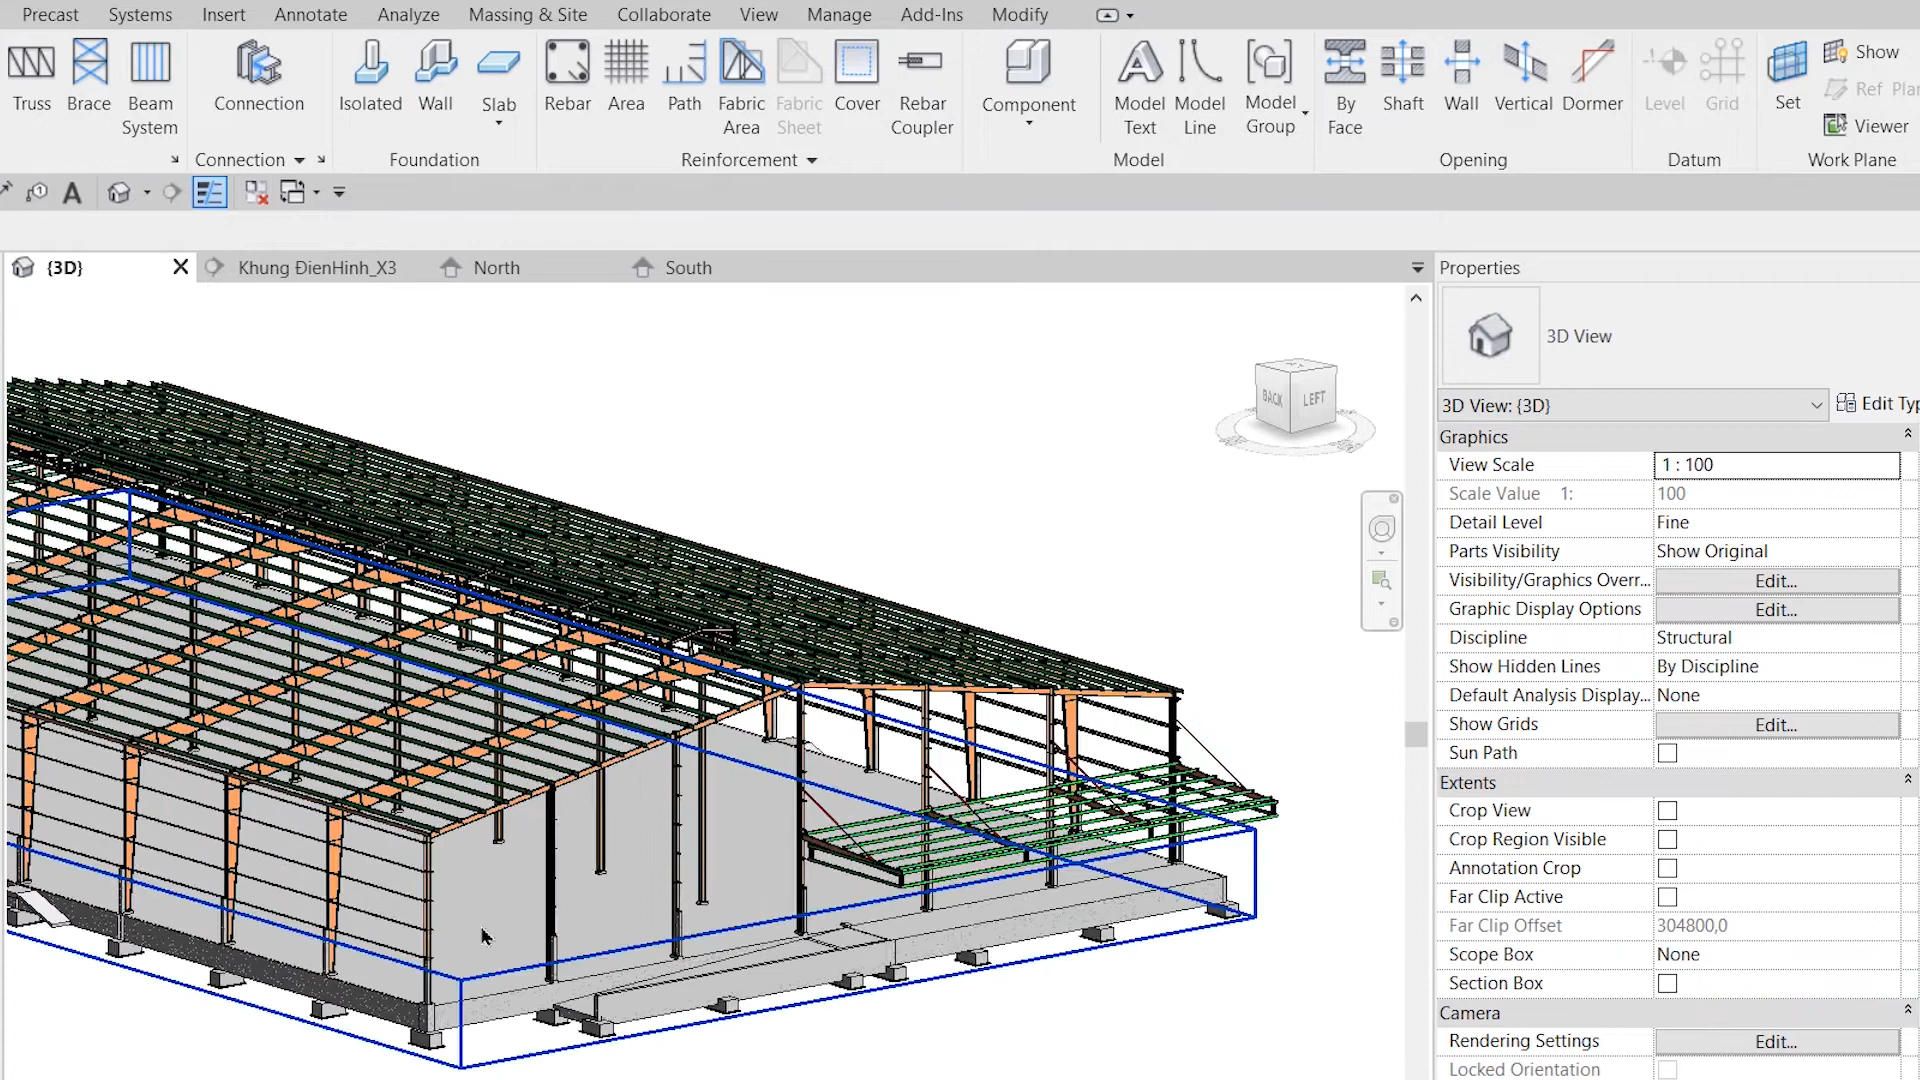 Precast Systems Insert Annotate Analyze Massing & Site Collaborate View Manage Add-Ins Modify
Truss Brace Beam System
Connection
Isolated Wall Slab
Rebar Area Path Fabric Area Fabric Sheet Cover Rebar Coupler
Component
Model Text Model Line Model Group
By Face Shaft Wall Vertical Dormer
Level Grid
Set Show
Ref Plan
Viewer
Connection Foundation Reinforcement Model Opening Datum Work Plane
{3D} Khung ĐienHinh_X3 North South
Properties
BACK LEFT
3D View
3D View: {3D} Edit Typ
Graphics
View Scale 1 : 100
Scale Value 1: 100
Detail Level Fine
Parts Visibility Show Original
Visibility/Graphics Overr... Edit...
Graphic Display Options Edit...
Discipline Structural
Show Hidden Lines By Discipline
Default Analysis Display... None
Show Grids Edit...
Sun Path
Extents
Crop View
Crop Region Visible
Annotation Crop
Far Clip Active
Far Clip Offset 304800,0
Scope Box None
Section Box
Camera
Rendering Settings Edit...
Locked Orientation